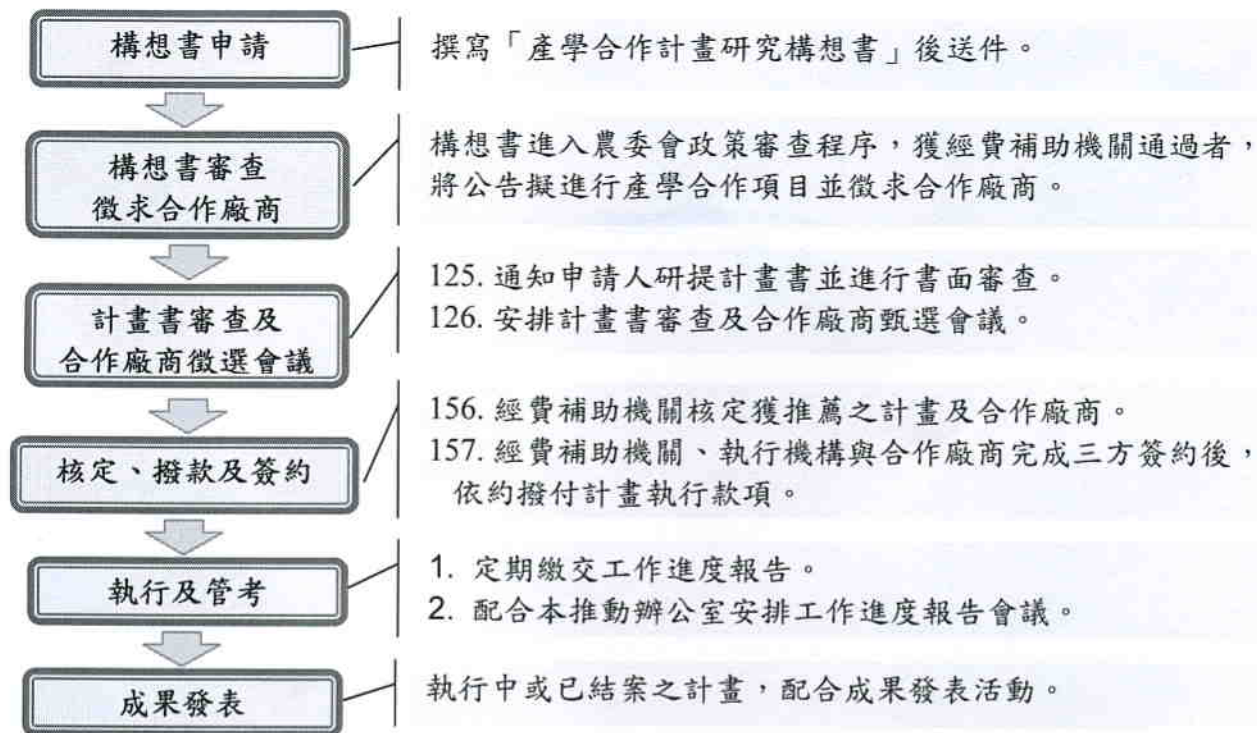 構想書申請
撰寫「產學合作計畫研究構想書」後送件。
構想書審查
徵求合作廠商
構想書進入農委會政策審查程序，獲經費補助機關通過者，
將公告擬進行產學合作項目並徵求合作廠商。
計畫書審查及
合作廠商徵選會議
125. 通知申請人研提計畫書並進行書面審查。
126. 安排計畫書審查及合作廠商甄選會議。
核定、撥款及簽約
156. 經費補助機關核定獲推薦之計畫及合作廠商。
157. 經費補助機關、執行機構與合作廠商完成三方簽約後，
依約撥付計畫執行款項。
執行及管考
1. 定期繳交工作進度報告。
2. 配合本推動辦公室安排工作進度報告會議。
成果發表
執行中或已結案之計畫，配合成果發表活動。